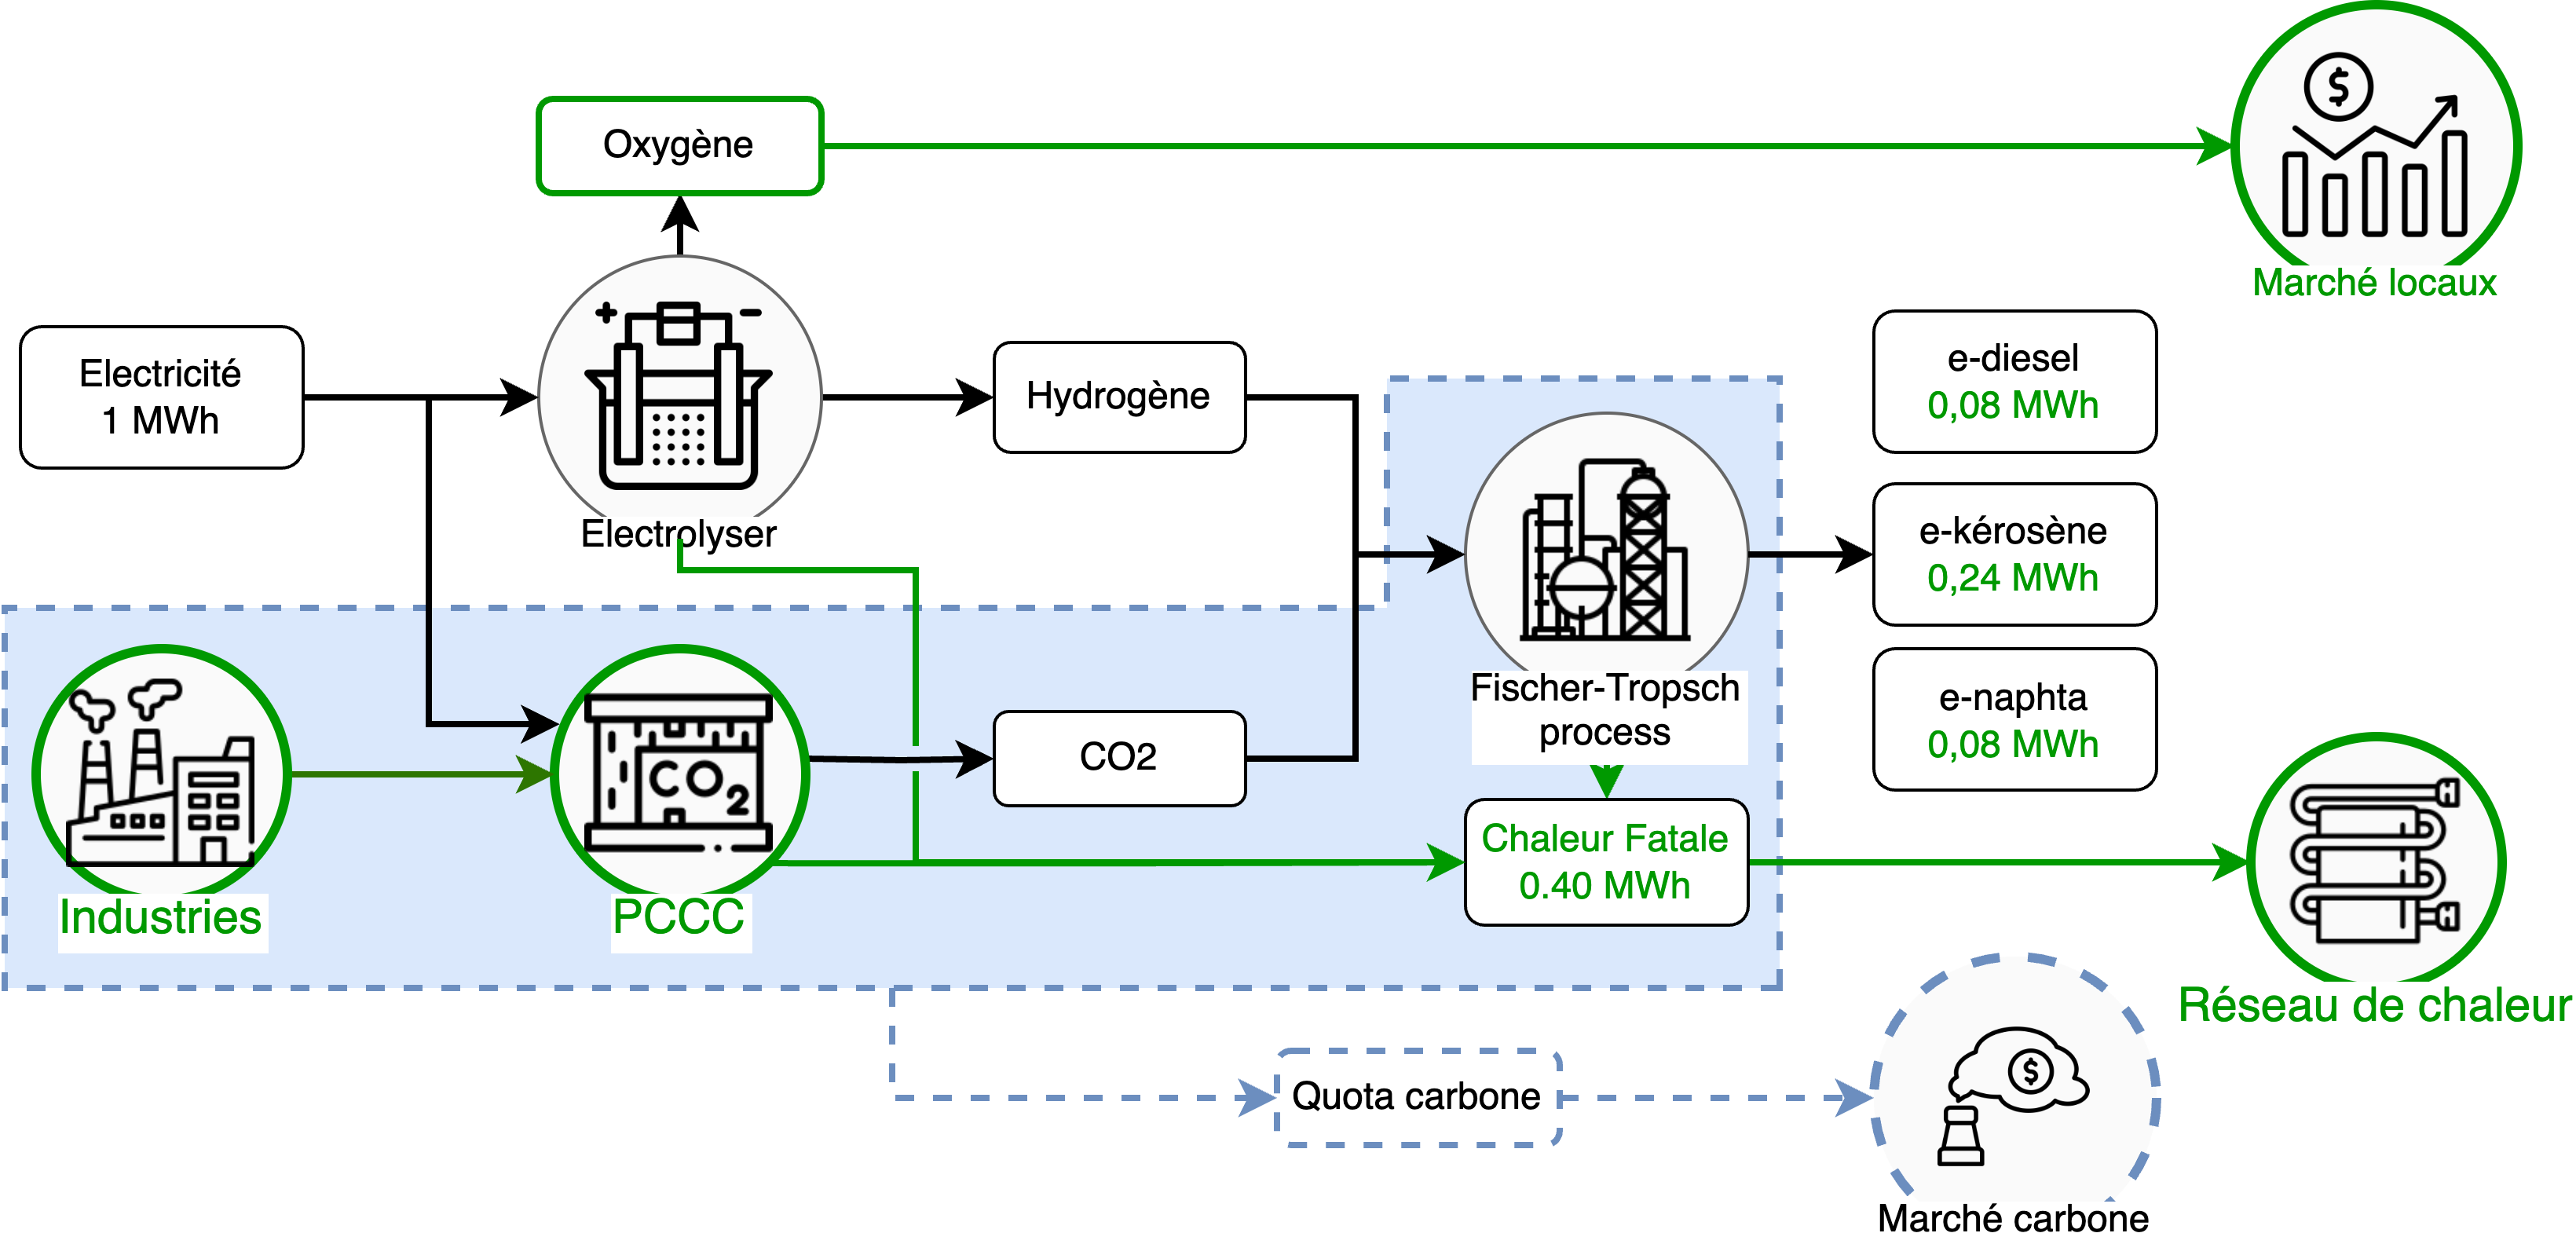 Oxygène
$
Marché locaux
Electricité
1 MWh
+ −
Electrolyser
Hydrogène
e-diesel
0,08 MWh
e-kérosène
0,24 MWh
e-naphta
0,08 MWh
Fischer-Tropsch
process
Industries
CO2
PCCC
CO2
Chaleur Fatale
0.40 MWh
Réseau de chaleur
Quota carbone
$
Marché carbone